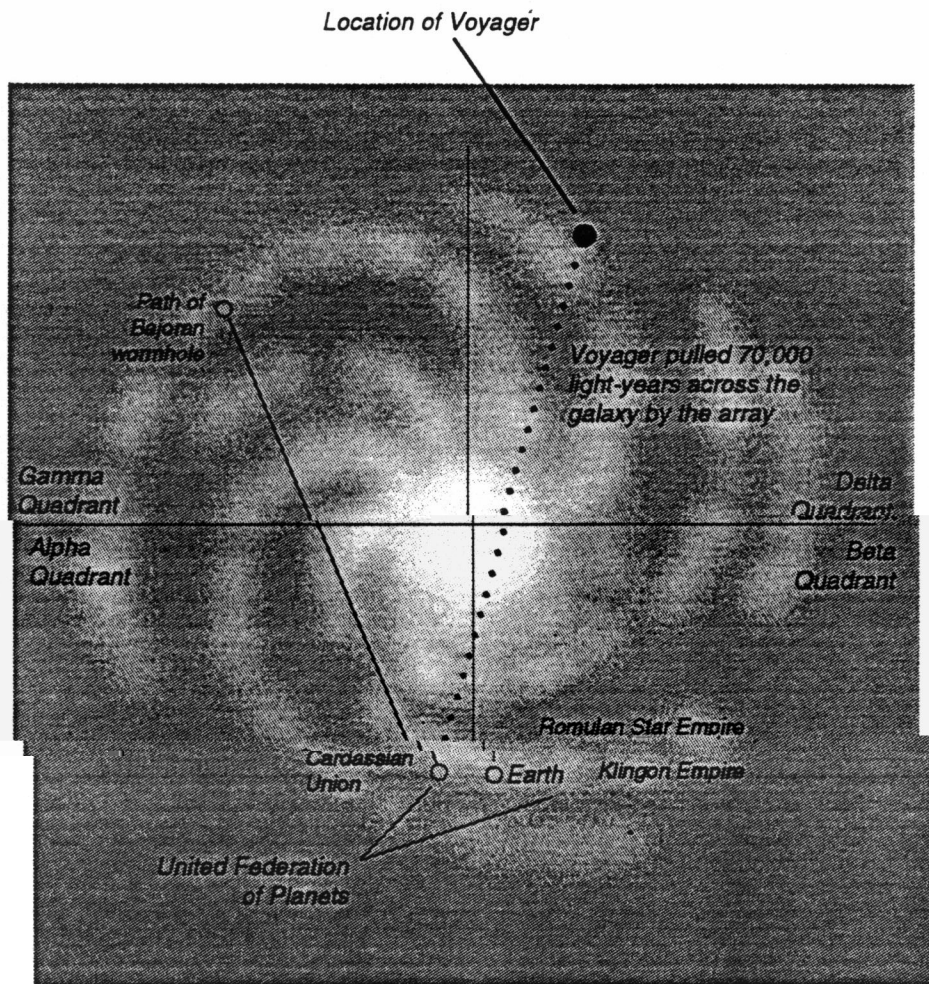 Location of Voyager
Path of
Bajoran
wormhole
Voyager pulled 70,000
light-years across the
galaxy by the array
Gamma
Quadrant
Delta
Quadrant
Alpha
Quadrant
Beta
Quadrant
Romulan Star Empire
Cardassian
Union
Earth
Klingon Empire
United Federation
of Planets